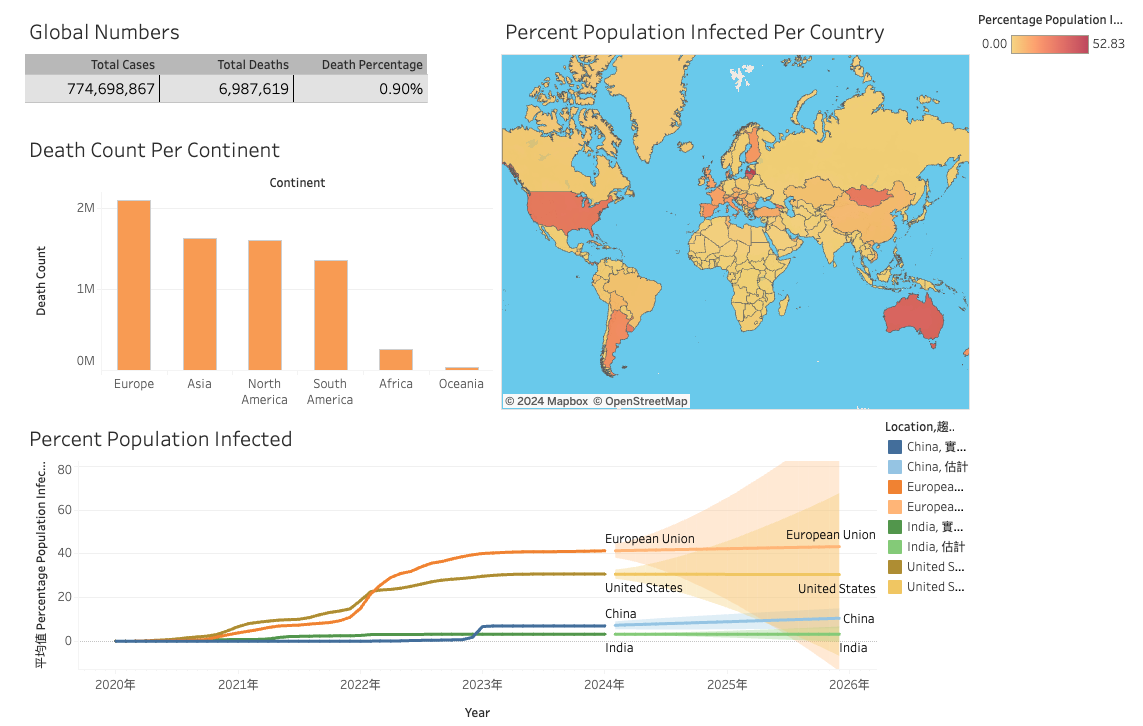 Global Numbers
Total Cases Total Deaths Death Percentage
774,698,867 6,987,619 0.90%
Death Count Per Continent
Continent
Death Count
2M
1M
0M
Europe
Asia
North
America
South
America
Africa
Oceania
Percent Population Infected Per Country
© 2024 Mapbox © OpenStreetMap
Percentage Population I...
0.00 52.83
Percent Population Infected
平均值 Percentage Population Infec...
80
60
40
20
0
European Union
United States
China
India
European Union
United States
China
India
2020年 2021年 2022年 2023年 2024年 2025年 2026年
Year
Location,趨..
China, 實...
China, 估計
Europea...
Europea...
India, 實...
India, 估計
United S...
United S...